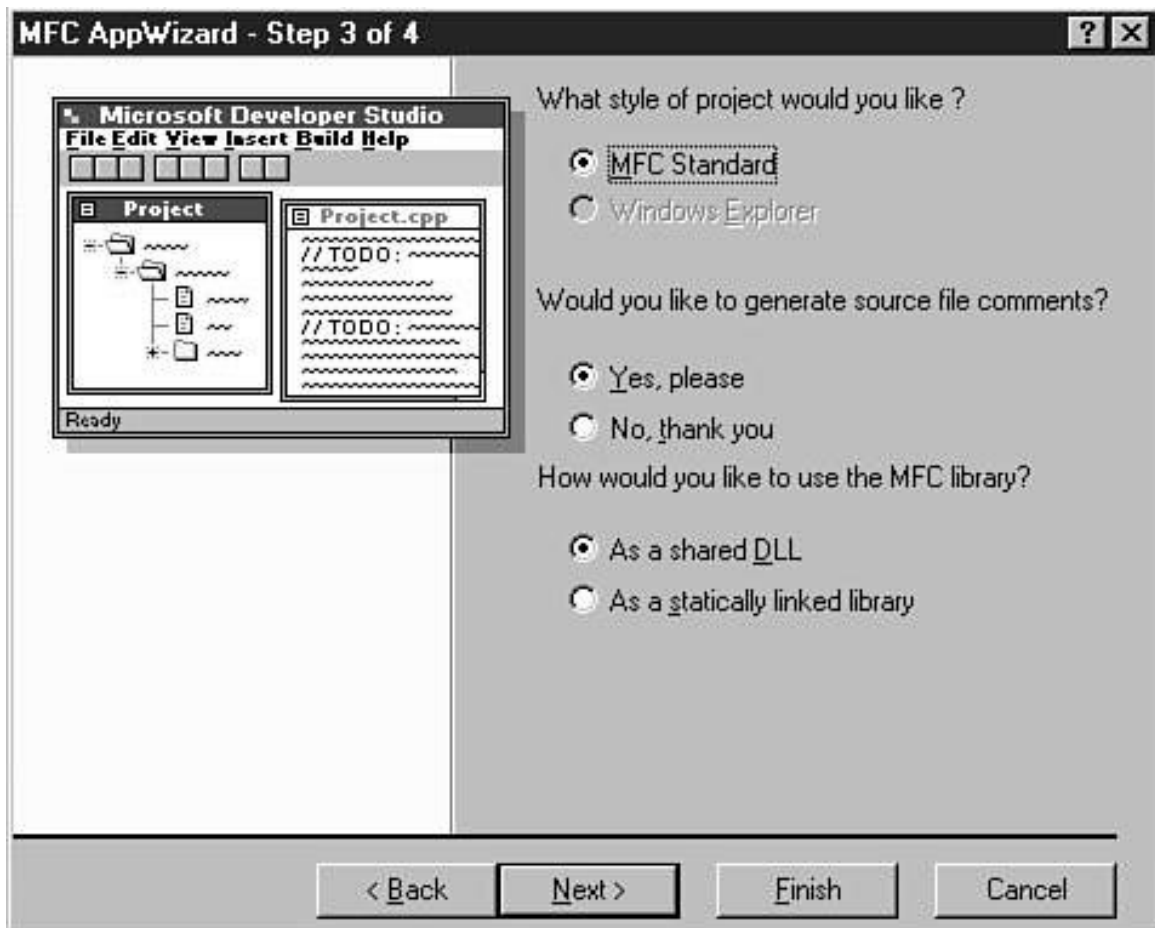 MFC AppWizard - Step 3 of 4
Microsoft Developer Studio
File Edit View Insert Build Help
Project
Project.cpp
//TODO:
//TODO:
Ready
What style of project would you like ?
MFC Standard
Windows Explorer
Would you like to generate source file comments?
Yes, please
No, thank you
How would you like to use the MFC library?
As a shared DLL
As a statically linked library
< Back
Next >
Finish
Cancel